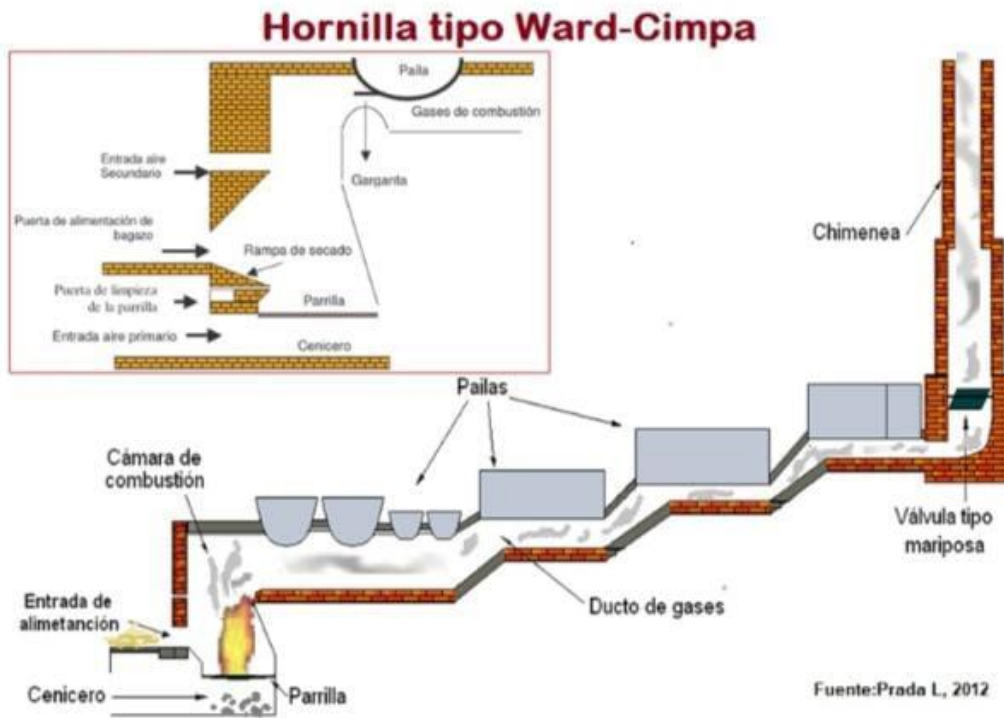 Hornilla tipo Ward-Cimpa
Paila
Gases de combustión
Entrada aire
Secundario
Garganta
Puerta de alimentación de
bagazo
Rampa de secado
Puerta de limpieza
de la parrilla
Parrilla
Entrada aire primario
Cenicero
Chimenea
Pailas
Cámara de
combustión
Válvula tipo
mariposa
Ducto de gases
Entrada de
alimetanción
Cenicero
Parrilla
Fuente:Prada L, 2012